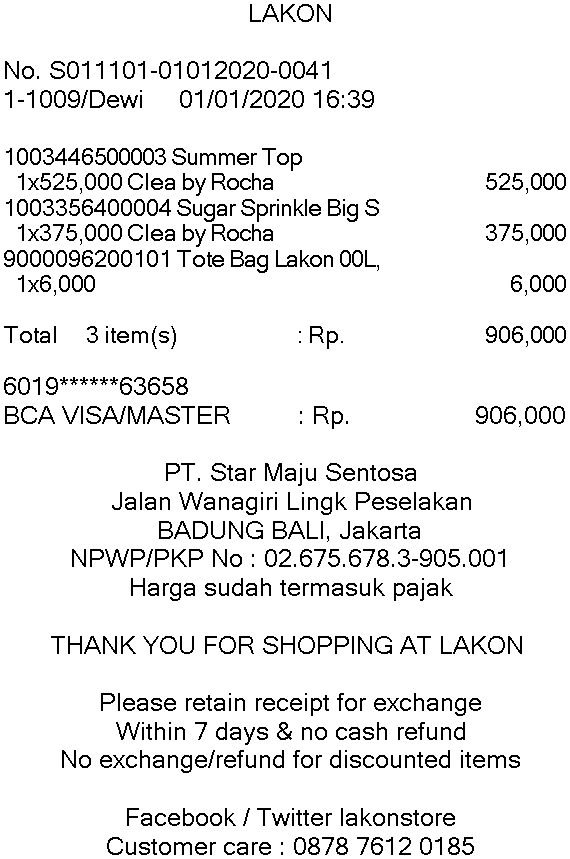 LAKON
No. S011101-01012020-0041
1-1009/Dewi 01/01/2020 16:39
1003446500003 Summer Top
1x525,000 Clea by Rocha 525,000
1003356400004 Sugar Sprinkle Big S
1x375,000 Clea by Rocha 375,000
9000096200101 Tote Bag Lakon 00L,
1x6,000 6,000
Total 3 item(s) : Rp. 906,000
6019******63658
BCA VISA/MASTER : Rp. 906,000
PT. Star Maju Sentosa
Jalan Wanagiri Lingk Peselakan
BADUNG BALI, Jakarta
NPWP/PKP No : 02.675.678.3-905.001
Harga sudah termasuk pajak
THANK YOU FOR SHOPPING AT LAKON
Please retain receipt for exchange
Within 7 days & no cash refund
No exchange/refund for discounted items
Facebook / Twitter lakonstore
Customer care : 0878 7612 0185